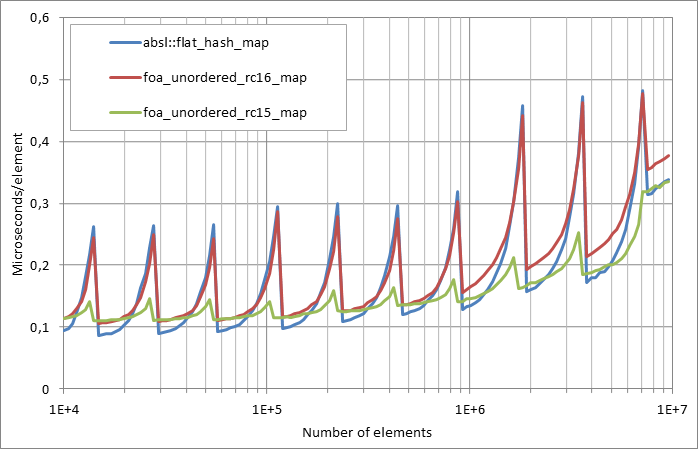 0,6
absl::flat_hash_map
0,5
foa_unordered_rc16_map
foa_unordered_rc15_map
0,4
Microseconds/element
0,3
0,2
0,1
0
1E+4
1E+5
1E+6
1E+7
Number of elements